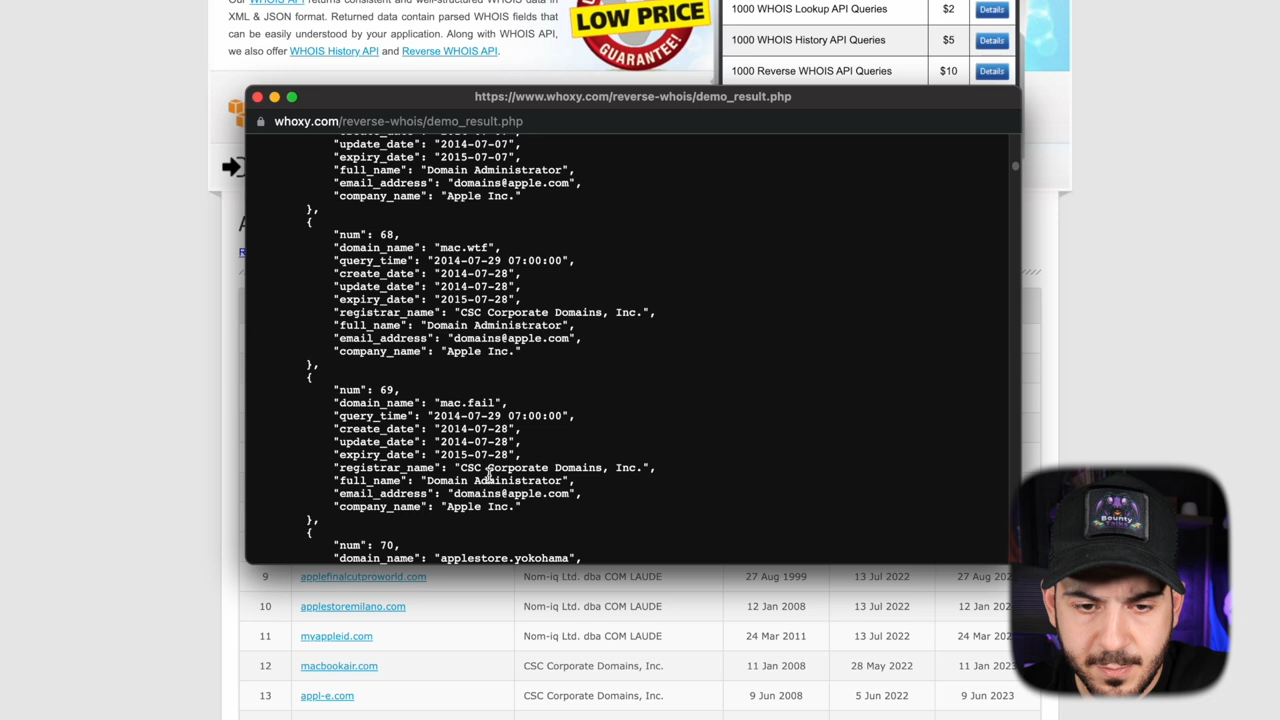 Our WHOIS API returns consistent and well-structured WHOIS data in
XML & JSON format. Returned data contain parsed WHOIS fields that
can be easily understood by your application. Along with WHOIS API,
we also offer WHOIS History API and Reverse WHOIS API.
LOW PRICE
GUARANTEE!
1000 WHOIS Lookup API Queries $2 Details
1000 WHOIS History API Queries $5 Details
1000 Reverse WHOIS API Queries $10 Details
https://www.whoxy.com/reverse-whois/demo_result.php
whoxy.com/reverse-whois/demo_result.php
"update_date": "2014-07-07",
"expiry_date": "2015-07-07",
"full_name": "Domain Administrator",
"email_address": "domains@apple.com",
"company_name": "Apple Inc."
},
{
"num": 68,
"domain_name": "mac.wtf",
"query_time": "2014-07-29 07:00:00",
"create_date": "2014-07-28",
"update_date": "2014-07-28",
"expiry_date": "2015-07-28",
"registrar_name": "CSC Corporate Domains, Inc.",
"full_name": "Domain Administrator",
"email_address": "domains@apple.com",
"company_name": "Apple Inc."
},
{
"num": 69,
"domain_name": "mac.fail",
"query_time": "2014-07-29 07:00:00",
"create_date": "2014-07-28",
"update_date": "2014-07-28",
"expiry_date": "2015-07-28",
"registrar_name": "CSC Corporate Domains, Inc.",
"full_name": "Domain Administrator",
"email_address": "domains@apple.com",
"company_name": "Apple Inc."
},
{
"num": 70,
"domain_name": "applestore.yokohama",
9 applefinalcutproworld.com Nom-iq Ltd. dba COM LAUDE 27 Aug 1999 13 Jul 2022 27 Aug 20
10 applestoremilano.com Nom-iq Ltd. dba COM LAUDE 12 Jan 2008 13 Jul 2022 12 Jan 20
11 myappleid.com Nom-iq Ltd. dba COM LAUDE 24 Mar 2011 13 Jul 2022 24 Mar 202
12 macbookair.com CSC Corporate Domains, Inc. 11 Jan 2008 28 May 2022 11 Jan 2023
13 appl-e.com CSC Corporate Domains, Inc. 9 Jun 2008 5 Jun 2022 9 Jun 2023
Bounty
Talks